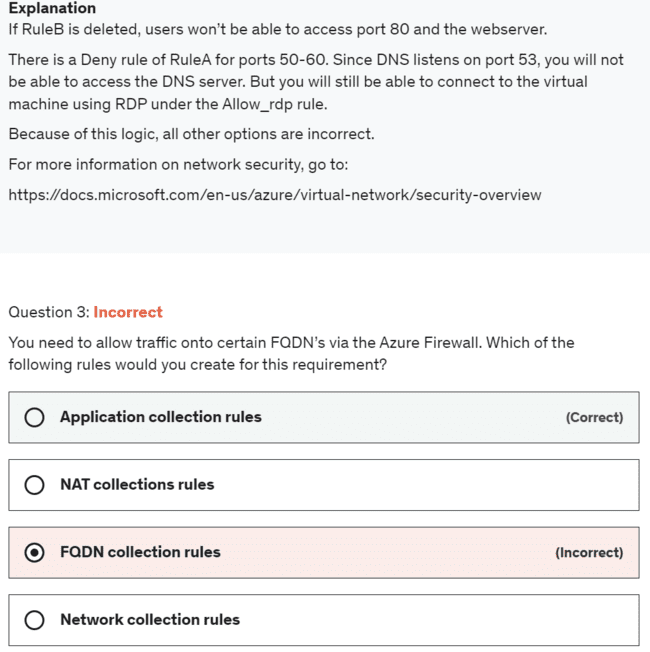 Explanation
If RuleB is deleted, users won't be able to access port 80 and the webserver.
There is a Deny rule of RuleA for ports 50-60. Since DNS listens on port 53, you will not
be able to access the DNS server. But you will still be able to connect to the virtual
machine using RDP under the Allow_rdp rule.
Because of this logic, all other options are incorrect.
For more information on network security, go to:
https://docs.microsoft.com/en-us/azure/virtual-network/security-overview
Question 3: Incorrect
You need to allow traffic onto certain FQDN's via the Azure Firewall. Which of the
following rules would you create for this requirement?
Application collection rules (Correct)
NAT collections rules
FQDN collection rules (Incorrect)
Network collection rules